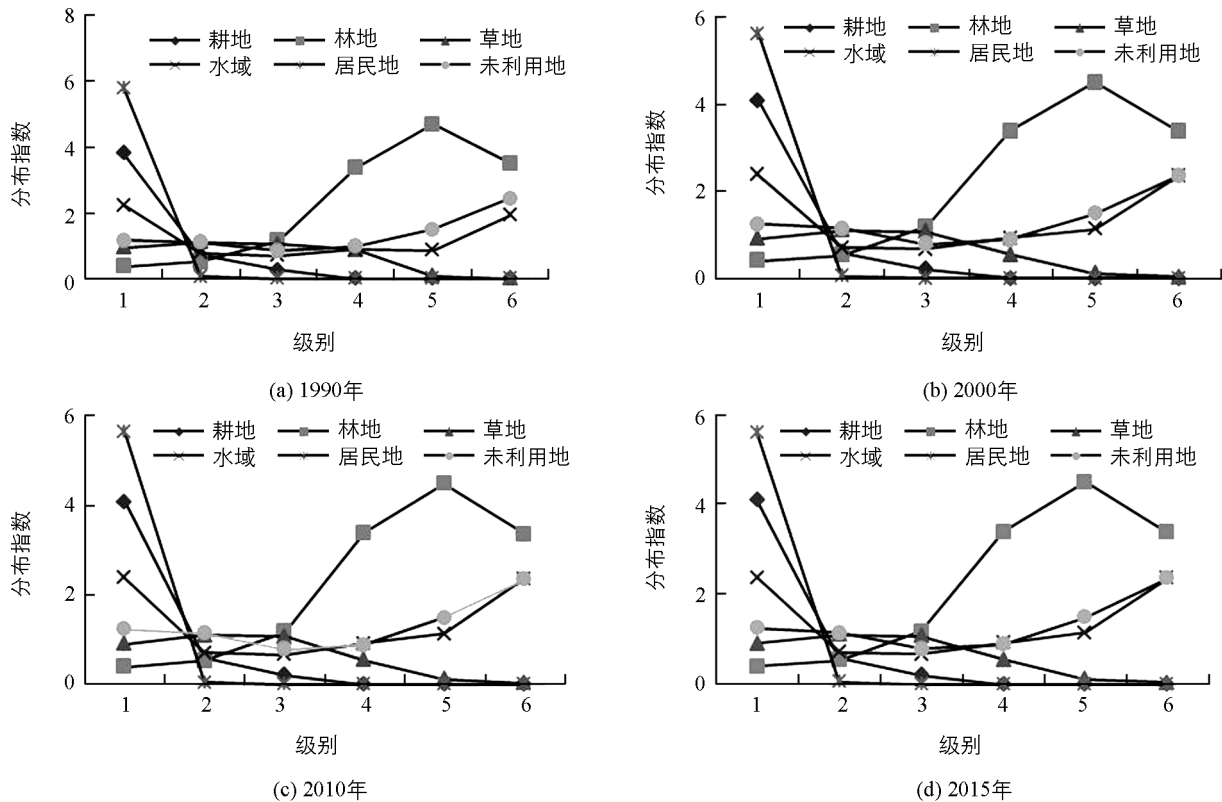 8
耕地 林地 草地
水域 居民地 未利用地
6
4
2
0
分布指数
1 2 3 4 5 6
级别
(a) 1990年
6
耕地 林地 草地
水域 居民地 未利用地
4
2
0
分布指数
1 2 3 4 5 6
级别
(b) 2000年
6
耕地 林地 草地
水域 居民地 未利用地
4
2
0
分布指数
1 2 3 4 5 6
级别
(c) 2010年
6
耕地 林地 草地
水域 居民地 未利用地
4
2
0
分布指数
1 2 3 4 5 6
级别
(d) 2015年